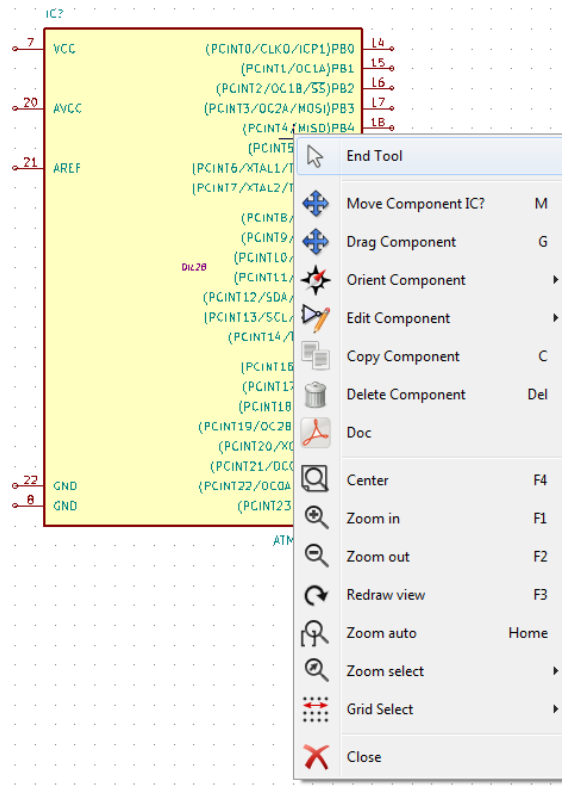 IC?
7 VCC (PCINT0/CLKO/ICP1)PB0 14
(PCINT1/OC1A)PB1 15
(PCINT2/OC1B/SS)PB2 16
20 AVCC (PCINT3/OC2A/MOSI)PB3 17
(PCINT4/MISO)PB4 18
(PCINT5
21 AREF (PCINT6/XTAL1/T
(PCINT7/XTAL2/T
(PCINT8/
(PCINT9/
DIL28 (PCINT10/
(PCINT11/
(PCINT12/SDA/
(PCINT13/SCL/
(PCINT14/
(PCINT16
(PCINT17
(PCINT18
(PCINT19/OC2B
(PCINT20/XC
(PCINT21/OC0
22 GND (PCINT22/OC0A
8 GND (PCINT23
ATM
End Tool
Move Component IC? M
Drag Component G
Orient Component
Edit Component
Copy Component C
Delete Component Del
Doc
Center F4
Zoom in F1
Zoom out F2
Redraw view F3
Zoom auto Home
Zoom select
Grid Select
Close